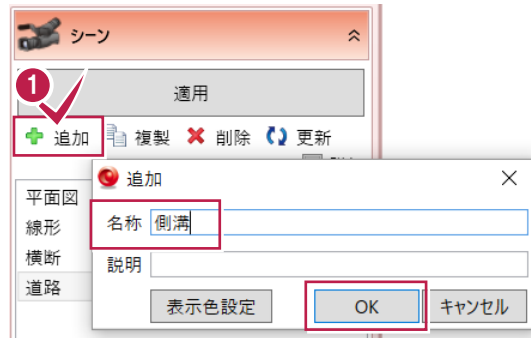 シーン
適用
1
追加 複製 削除 更新
平面図
線形
横断
道路
追加
名称 側溝
説明
表示色設定 OK キャンセル